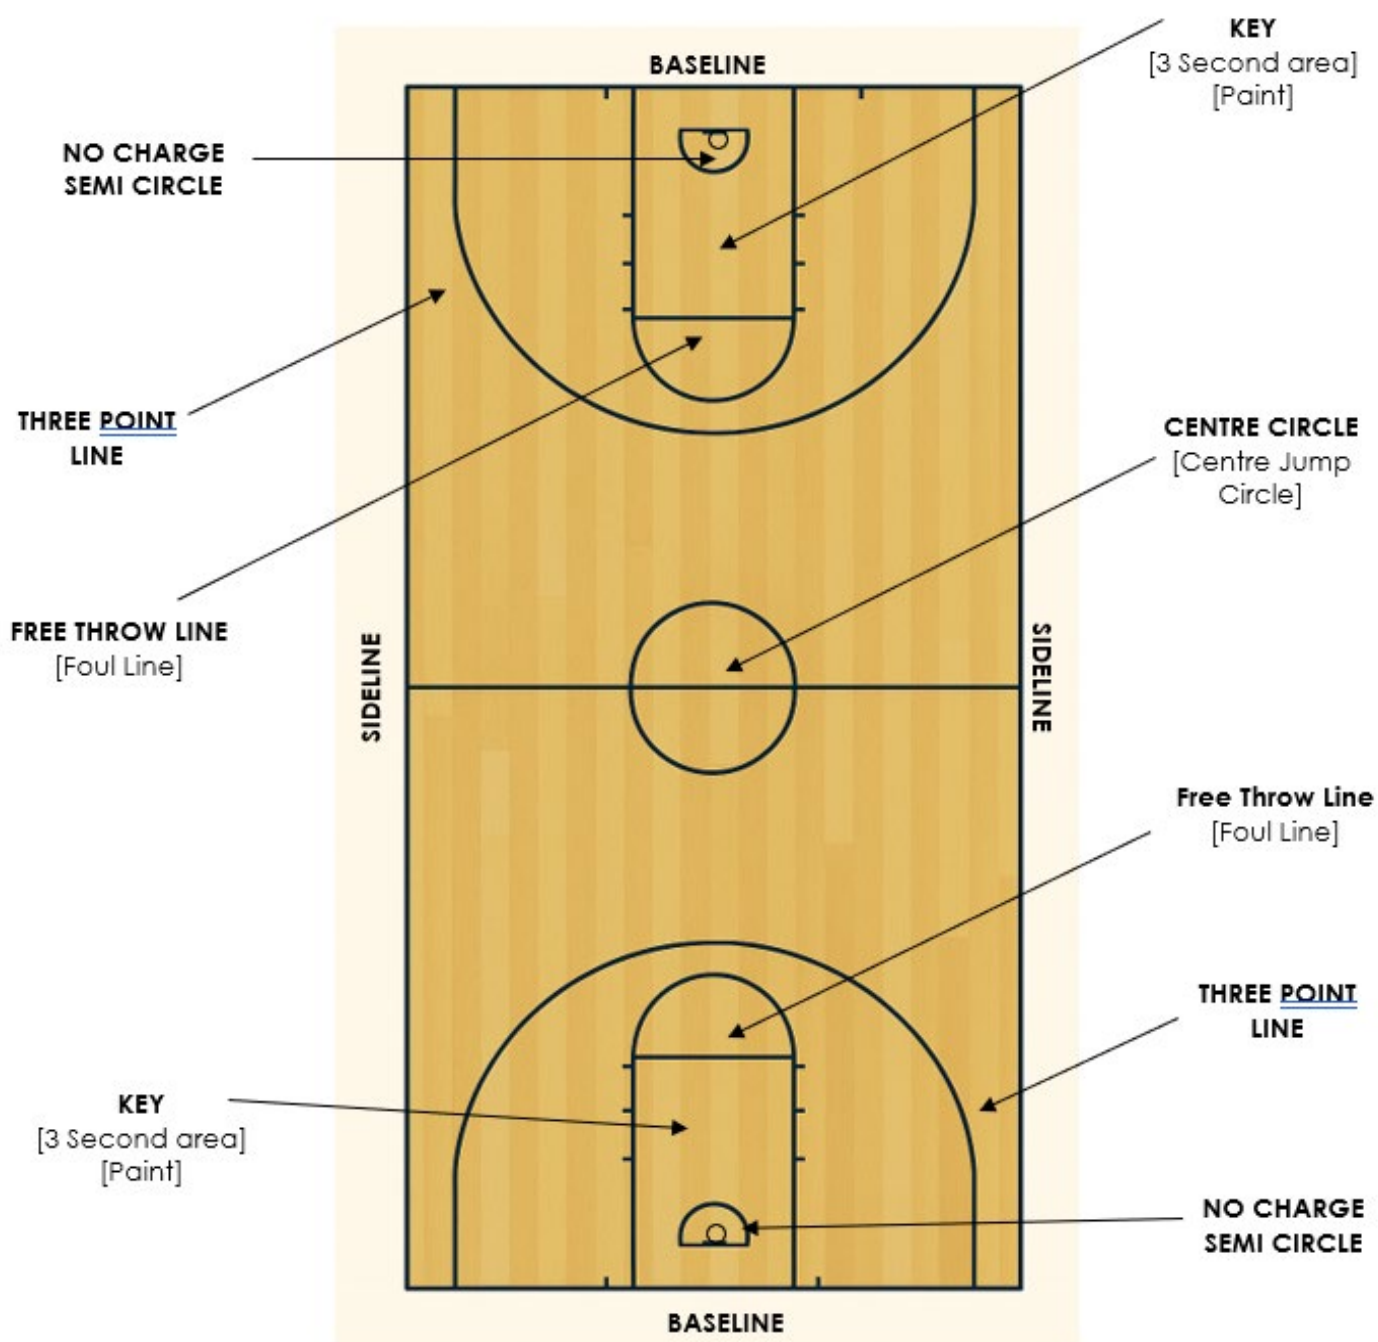 KEY
[3 Second area]
[Paint]
BASELINE
NO CHARGE
SEMI CIRCLE
THREE POINT
LINE
CENTRE CIRCLE
[Centre Jump
Circle]
FREE THROW LINE
[Foul Line]
SIDELINE
SIDELINE
Free Throw Line
[Foul Line]
THREE POINT
LINE
KEY
[3 Second area]
[Paint]
NO CHARGE
SEMI CIRCLE
BASELINE